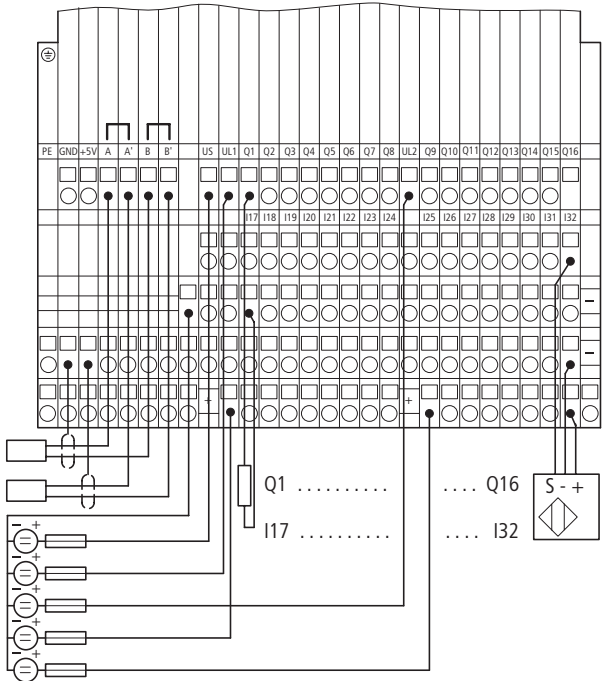 PE GND +5V A A' B B' US UL1 Q1 Q2 Q3 Q4 Q5 Q6 Q7 Q8 UL2 Q9 Q10 Q11 Q12 Q13 Q14 Q15 Q16
I17 I18 I19 I20 I21 I22 I23 I24 I25 I26 I27 I28 I29 I30 I31 I32
–
–
+ +
Q1 .......... .... Q16
I17 .......... .... I32
S - +
– +
– +
– +
– +
– +